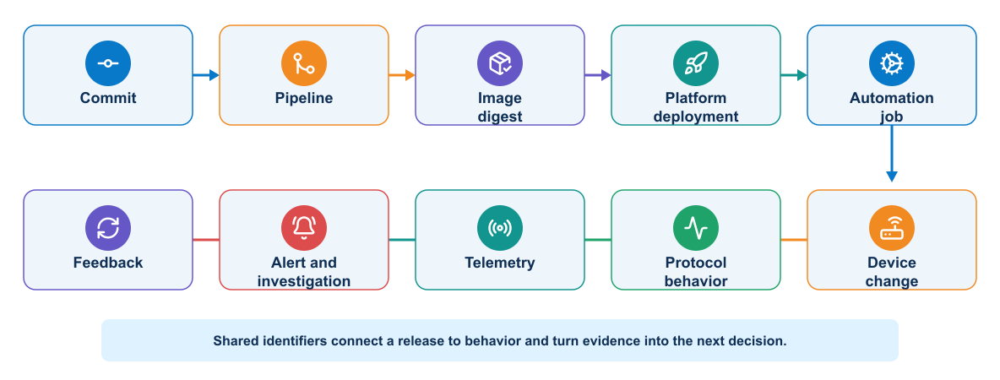 Commit
Pipeline
Image
digest
Platform
deployment
Automation
job
Feedback
Alert and
investigation
Telemetry
Protocol
behavior
Device
change
Shared identifiers connect a release to behavior and turn evidence into the next decision.